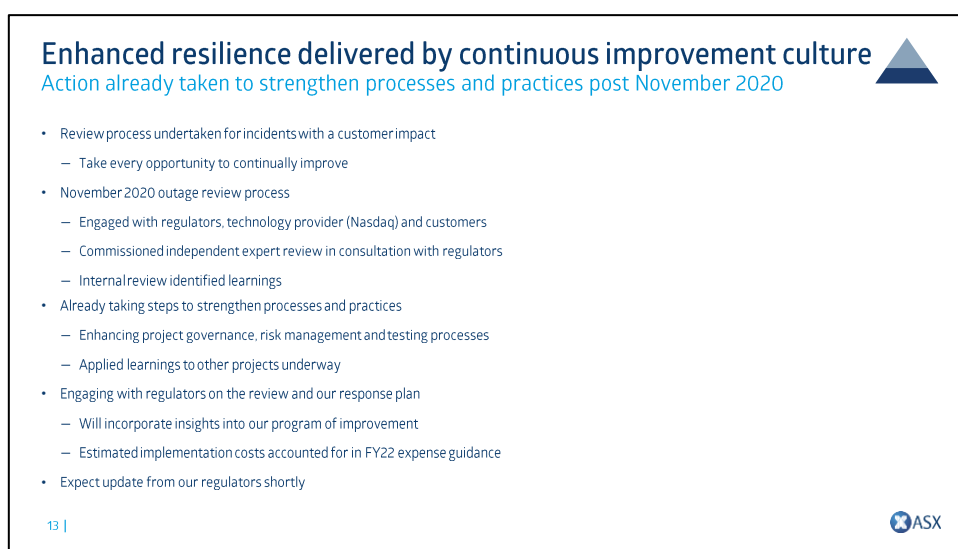 Enhanced resilience delivered by continuous improvement culture
Action already taken to strengthen processes and practices post November 2020
• Review process undertaken for incidents with a customer impact
– Take every opportunity to continually improve
• November 2020 outage review process
– Engaged with regulators, technology provider (Nasdaq) and customers
– Commissioned independent expert review in consultation with regulators
– Internal review identified learnings
• Already taking steps to strengthen processes and practices
– Enhancing project governance, risk management and testing processes
– Applied learnings to other projects underway
• Engaging with regulators on the review and our response plan
– Will incorporate insights into our program of improvement
– Estimated implementation costs accounted for in FY22 expense guidance
• Expect update from our regulators shortly
13 |
ASX